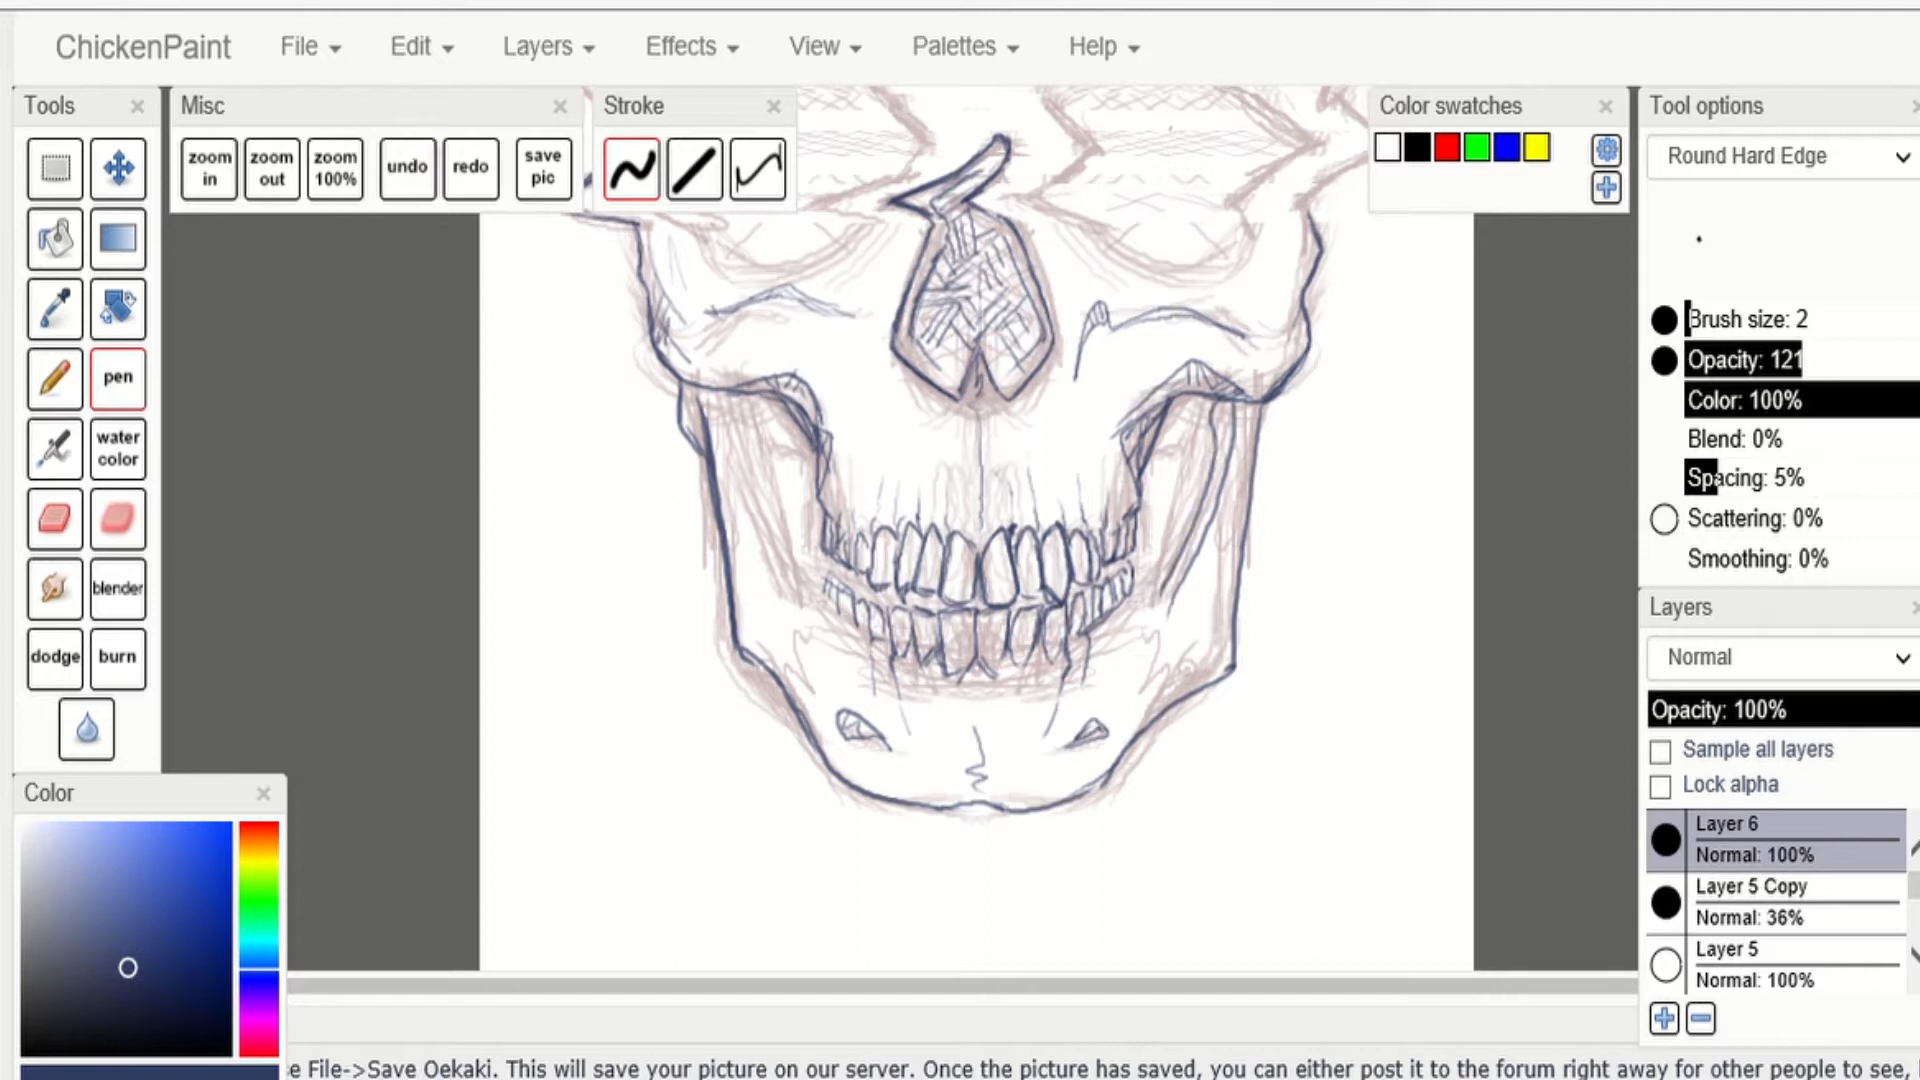 ChickenPaint File Edit Layers Effects View Palettes Help
Tools
Misc
Stroke
Color swatches
Tool options
zoom in
zoom out
zoom 100%
undo
redo
save pic
Round Hard Edge
Brush size: 2
Opacity: 121
Color: 100%
Blend: 0%
Spacing: 5%
Scattering: 0%
Smoothing: 0%
pen
water color
blender
dodge
burn
Layers
Normal
Opacity: 100%
Sample all layers
Lock alpha
Layer 6
Normal: 100%
Layer 5 Copy
Normal: 36%
Layer 5
Normal: 100%
Color
e File->Save Oekaki. This will save your picture on our server. Once the picture has saved, you can either post it to the forum right away for other people to see,